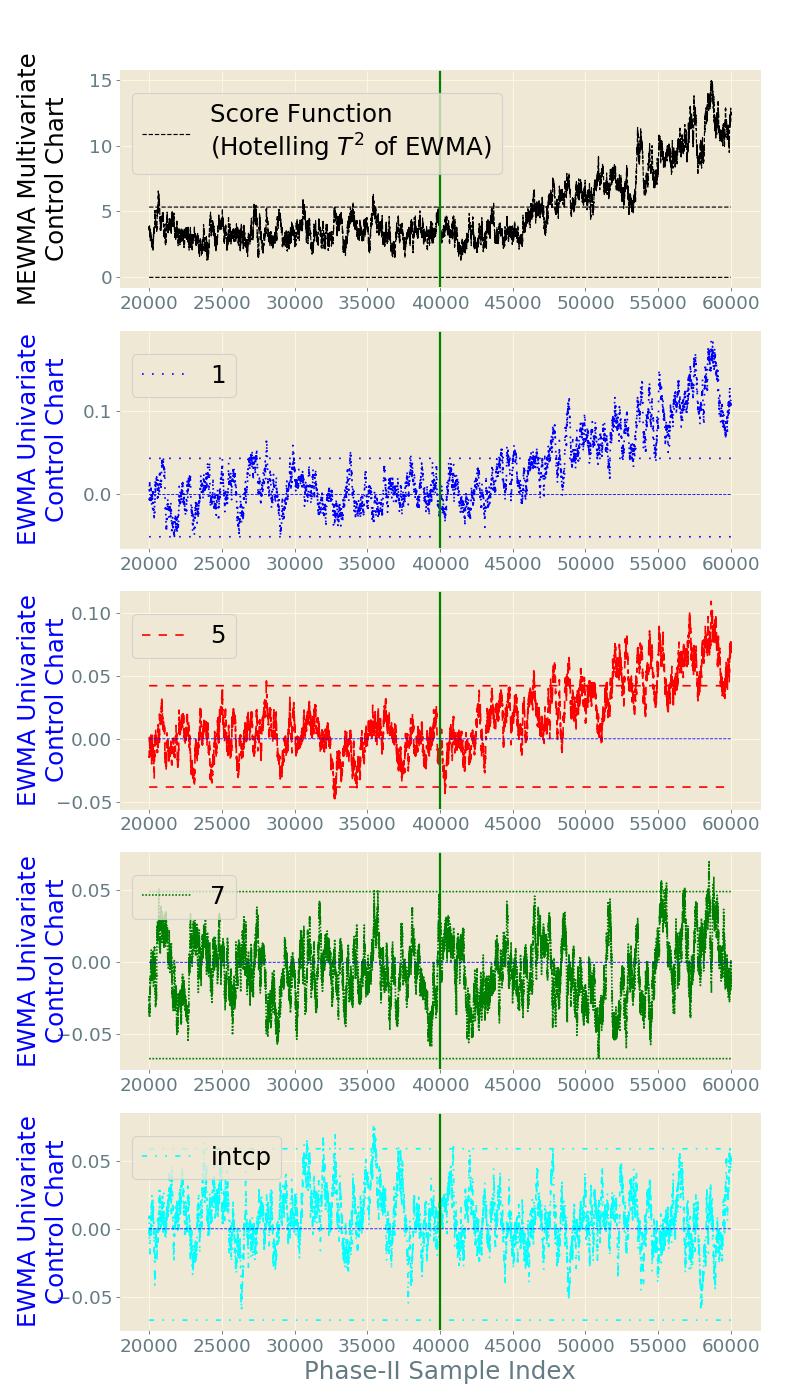 MEWMA Multivariate
Control Chart
15
10
5
0
Score Function
(Hotelling T² of EWMA)
20000 25000 30000 35000 40000 45000 50000 55000 60000
EWMA Univariate
Control Chart
0.1
0.0
1
20000 25000 30000 35000 40000 45000 50000 55000 60000
EWMA Univariate
Control Chart
0.10
0.05
0.00
−0.05
5
20000 25000 30000 35000 40000 45000 50000 55000 60000
EWMA Univariate
Control Chart
0.05
0.00
−0.05
7
20000 25000 30000 35000 40000 45000 50000 55000 60000
EWMA Univariate
Control Chart
0.05
0.00
−0.05
intcp
20000 25000 30000 35000 40000 45000 50000 55000 60000
Phase-II Sample Index